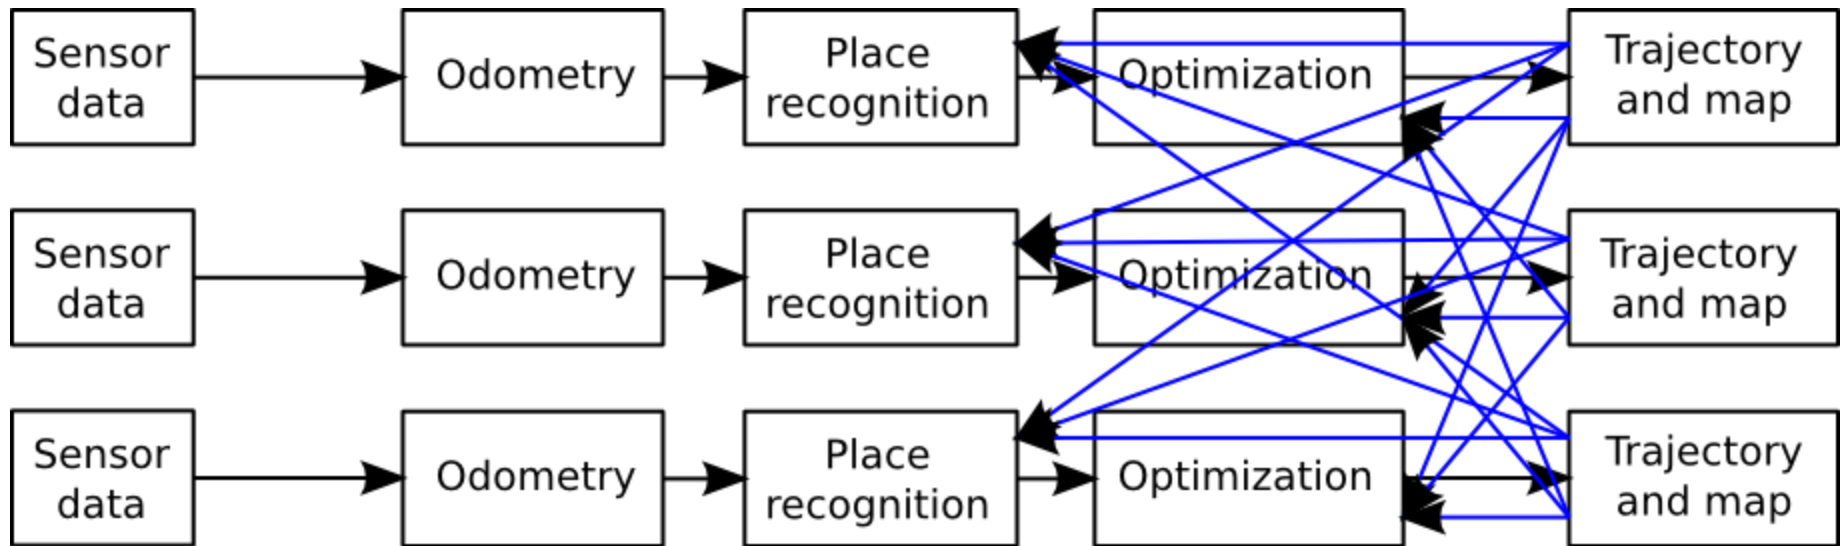 Sensor
data
Odometry
Place
recognition
Optimization
Trajectory
and map
Sensor
data
Odometry
Place
recognition
Optimization
Trajectory
and map
Sensor
data
Odometry
Place
recognition
Optimization
Trajectory
and map